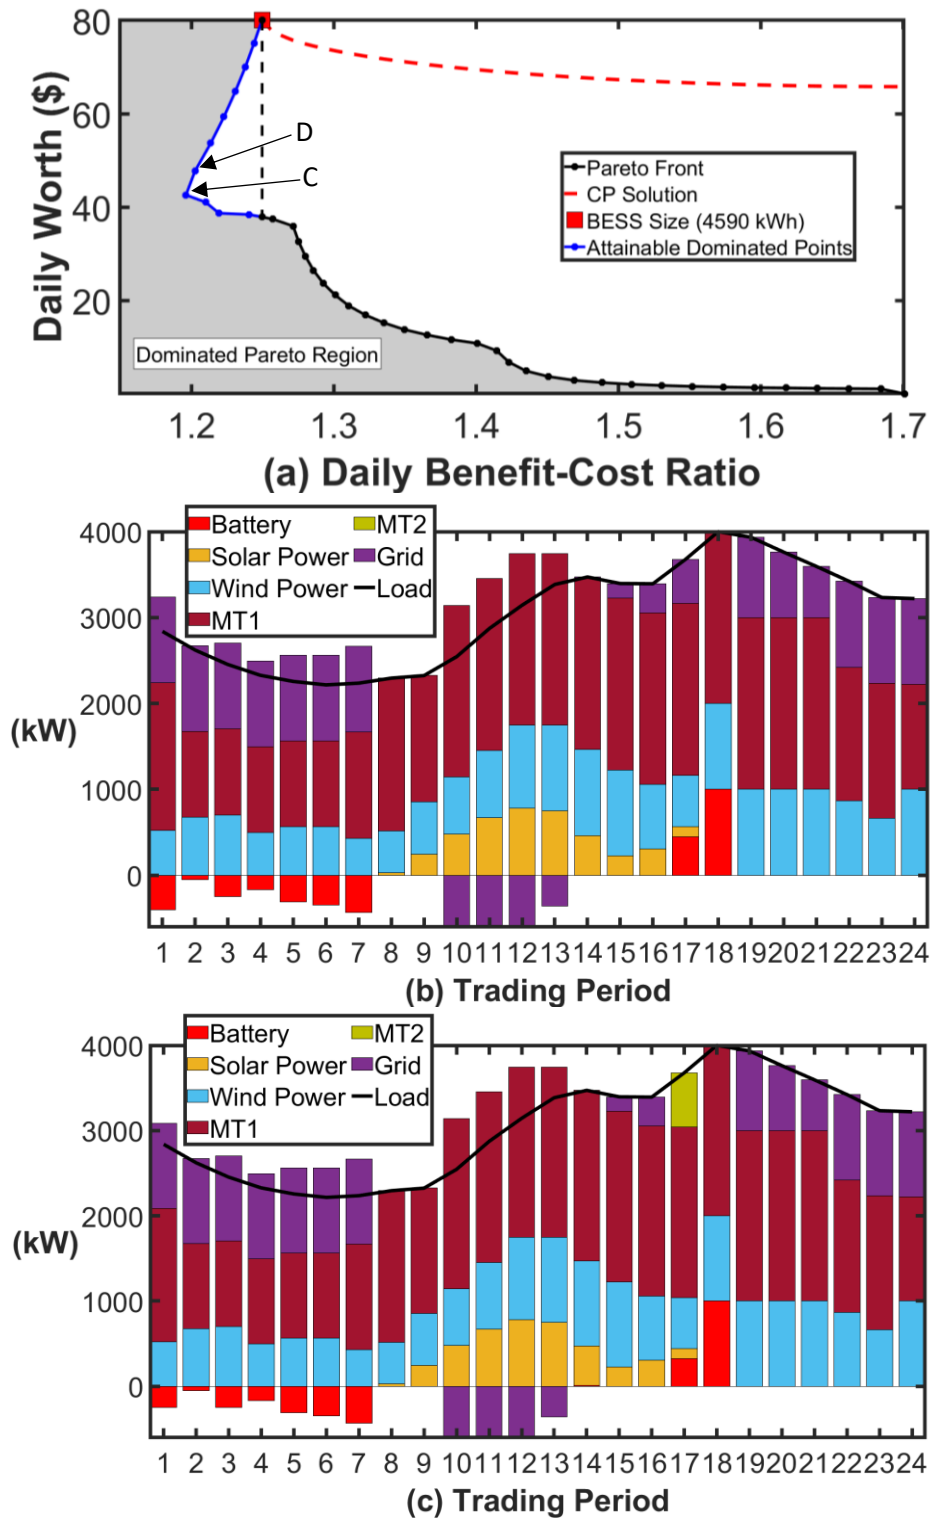 80
60
40
20
Daily Worth ($)
D
C
Pareto Front
CP Solution
BESS Size (4590 kWh)
Attainable Dominated Points
Dominated Pareto Region
1.2 1.3 1.4 1.5 1.6 1.7
(a) Daily Benefit-Cost Ratio
Battery MT2
Solar Power Grid
Wind Power Load
MT1
4000
3000
2000
1000
0
(kW)
1 2 3 4 5 6 7 8 9 10 11 12 13 14 15 16 17 18 19 20 21 22 23 24
(b) Trading Period
Battery MT2
Solar Power Grid
Wind Power Load
MT1
4000
3000
2000
1000
0
(kW)
1 2 3 4 5 6 7 8 9 10 11 12 13 14 15 16 17 18 19 20 21 22 23 24
(c) Trading Period